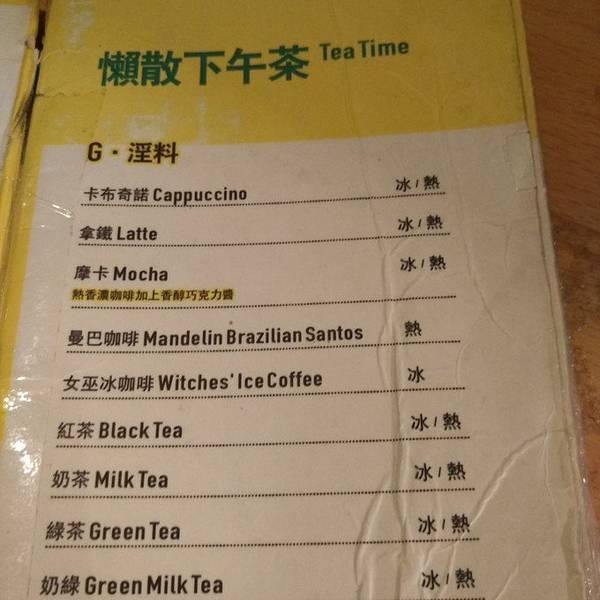 懶散下午茶 Tea Time
G · 淫料
卡布奇諾 Cappuccino 冰 / 熱
拿鐵 Latte 冰 / 熱
摩卡 Mocha 冰 / 熱
熱香濃咖啡加上香醇巧克力醬
曼巴咖啡 Mandelin Brazilian Santos 熱
女巫冰咖啡 Witches' Ice Coffee 冰
紅茶 Black Tea 冰 / 熱
奶茶 Milk Tea 冰 / 熱
綠茶 Green Tea 冰 / 熱
奶綠 Green Milk Tea 冰 / 熱